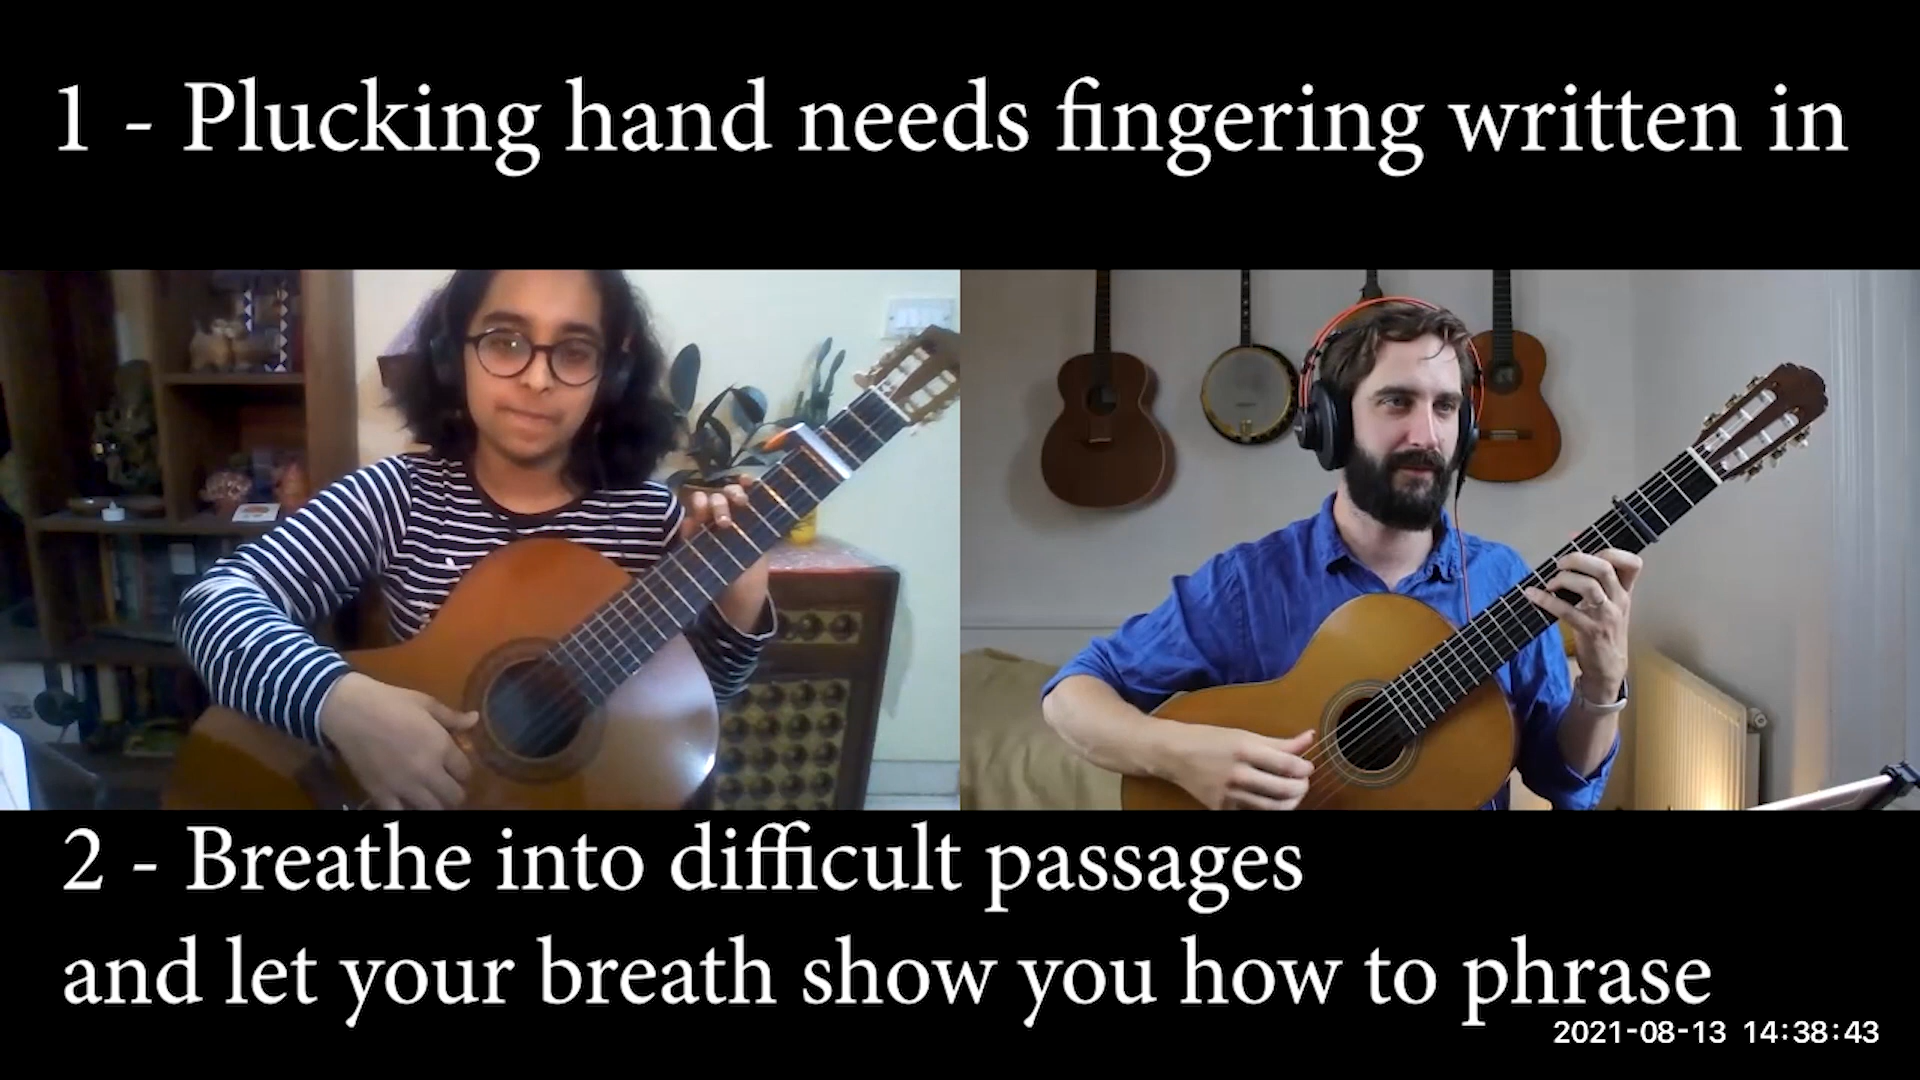 1 - Plucking hand needs fingering written in
2 - Breathe into difficult passages
and let your breath show you how to phrase
2021-08-13 14:38:43